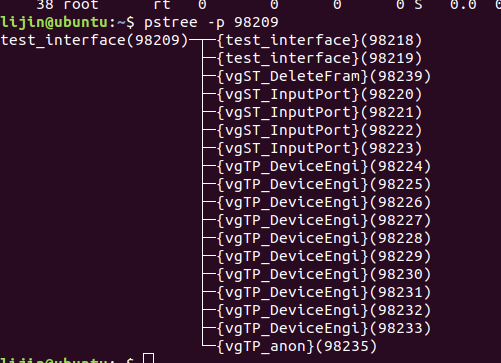 38 root rt 0 0 0 0 S 0.0
lijin@ubuntu:~$ pstree -p 98209
test_interface(98209)─┬─{test_interface}(98218)
├─{test_interface}(98219)
├─{vgST_DeleteFram}(98239)
├─{vgST_InputPort}(98220)
├─{vgST_InputPort}(98221)
├─{vgST_InputPort}(98222)
├─{vgST_InputPort}(98223)
├─{vgTP_DeviceEngi}(98224)
├─{vgTP_DeviceEngi}(98225)
├─{vgTP_DeviceEngi}(98226)
├─{vgTP_DeviceEngi}(98227)
├─{vgTP_DeviceEngi}(98228)
├─{vgTP_DeviceEngi}(98229)
├─{vgTP_DeviceEngi}(98230)
├─{vgTP_DeviceEngi}(98231)
├─{vgTP_DeviceEngi}(98232)
├─{vgTP_DeviceEngi}(98233)
└─{vgTP_anon}(98235)
lijin@ubuntu:~$